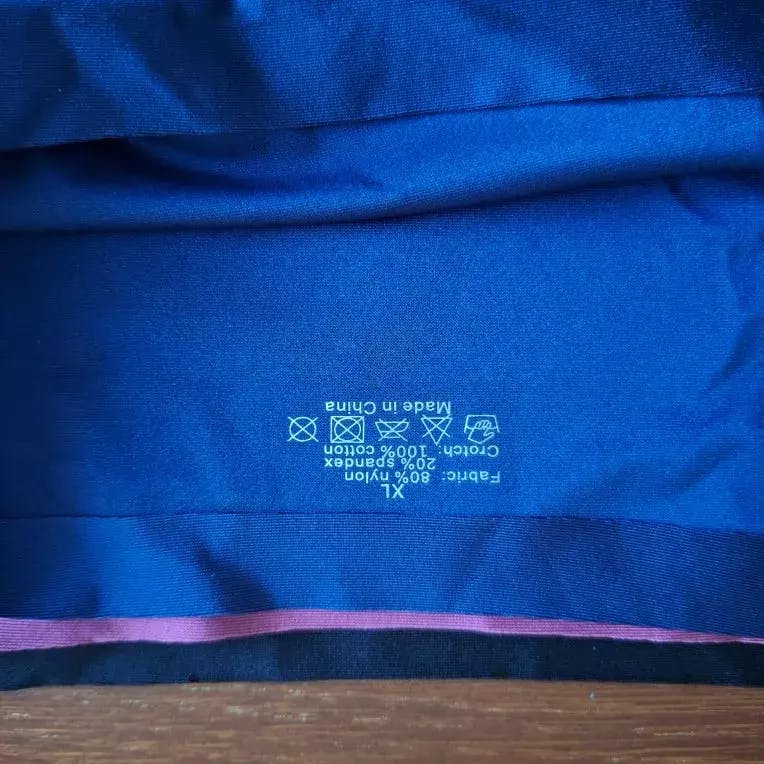 XL
Fabric: 80% nylon
20% spandex
Crotch: 100% cotton
Made in China